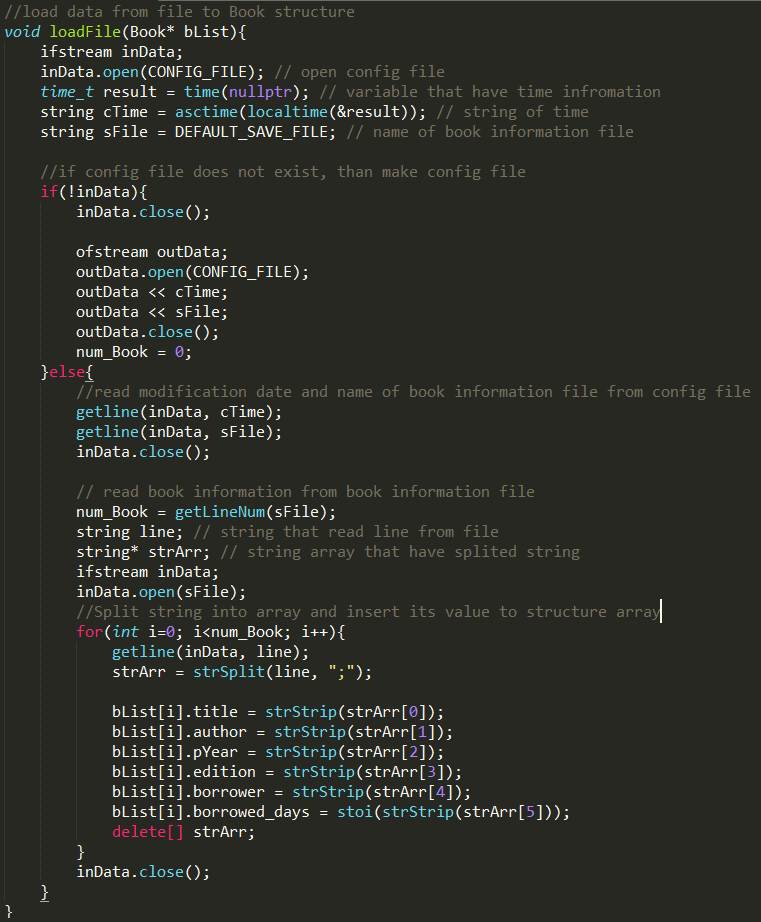 //load data from file to Book structure
void loadFile(Book* bList){
    ifstream inData;
    inData.open(CONFIG_FILE); // open config file
    time_t result = time(nullptr); // variable that have time infromation
    string cTime = asctime(localtime(&result)); // string of time
    string sFile = DEFAULT_SAVE_FILE; // name of book information file

    //if config file does not exist, than make config file
    if(!inData){
        inData.close();

        ofstream outData;
        outData.open(CONFIG_FILE);
        outData << cTime;
        outData << sFile;
        outData.close();
        num_Book = 0;
    }else{
        //read modification date and name of book information file from config file
        getline(inData, cTime);
        getline(inData, sFile);
        inData.close();

        // read book information from book information file
        num_Book = getLineNum(sFile);
        string line; // string that read line from file
        string* strArr; // string array that have splited string
        ifstream inData;
        inData.open(sFile);
        //Split string into array and insert its value to structure array
        for(int i=0; i<num_Book; i++){
            getline(inData, line);
            strArr = strSplit(line, ";");

            bList[i].title = strStrip(strArr[0]);
            bList[i].author = strStrip(strArr[1]);
            bList[i].pYear = strStrip(strArr[2]);
            bList[i].edition = strStrip(strArr[3]);
            bList[i].borrower = strStrip(strArr[4]);
            bList[i].borrowed_days = stoi(strStrip(strArr[5]));
            delete[] strArr;
        }
        inData.close();
    }
}